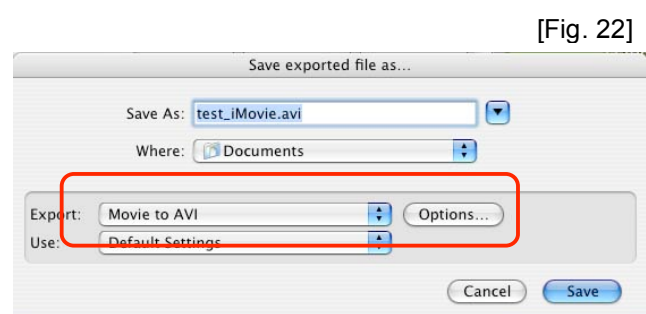 [Fig. 22]
Save exported file as...
Save As: test_iMovie.avi
Where: Documents
Export: Movie to AVI Options...
Use: Default Settings
Cancel Save